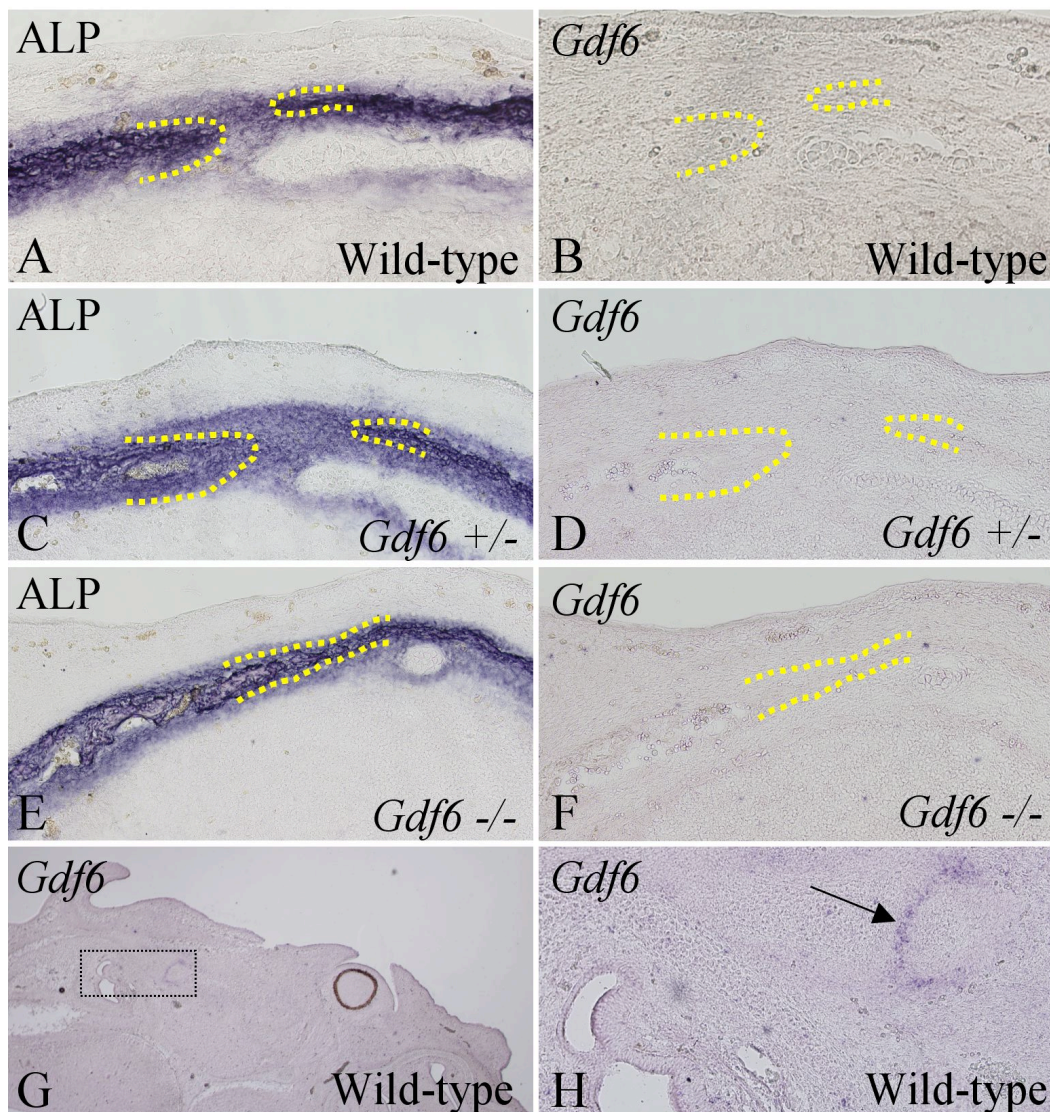 ALP
A
Wild-type
Gdf6
B
Wild-type
ALP
C
Gdf6 +/-
Gdf6
D
Gdf6 +/-
ALP
E
Gdf6 -/-
Gdf6
F
Gdf6 -/-
Gdf6
G
Wild-type
Gdf6
H
Wild-type